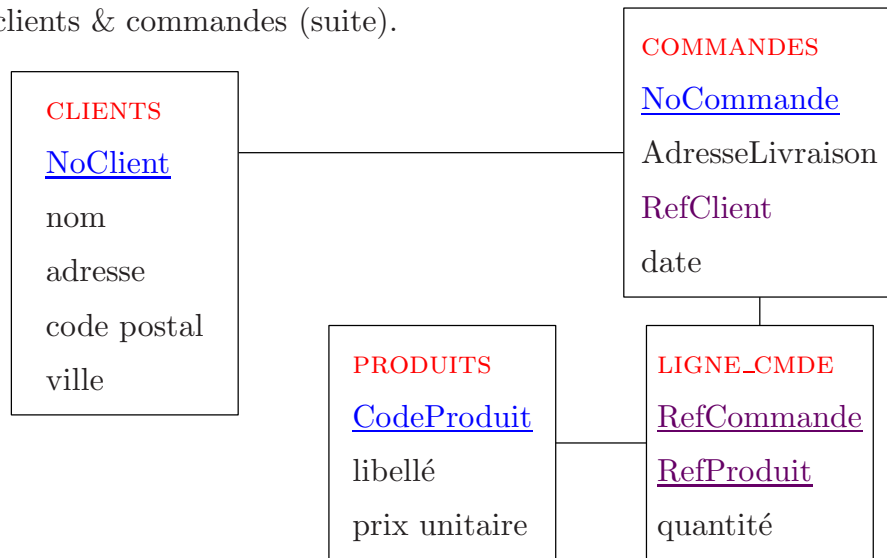 clients & commandes (suite).
CLIENTS
NoClient
nom
adresse
code postal
ville
COMMANDES
NoCommande
AdresseLivraison
RefClient
date
PRODUITS
CodeProduit
libellé
prix unitaire
LIGNE_CMDE
RefCommande
RefProduit
quantité